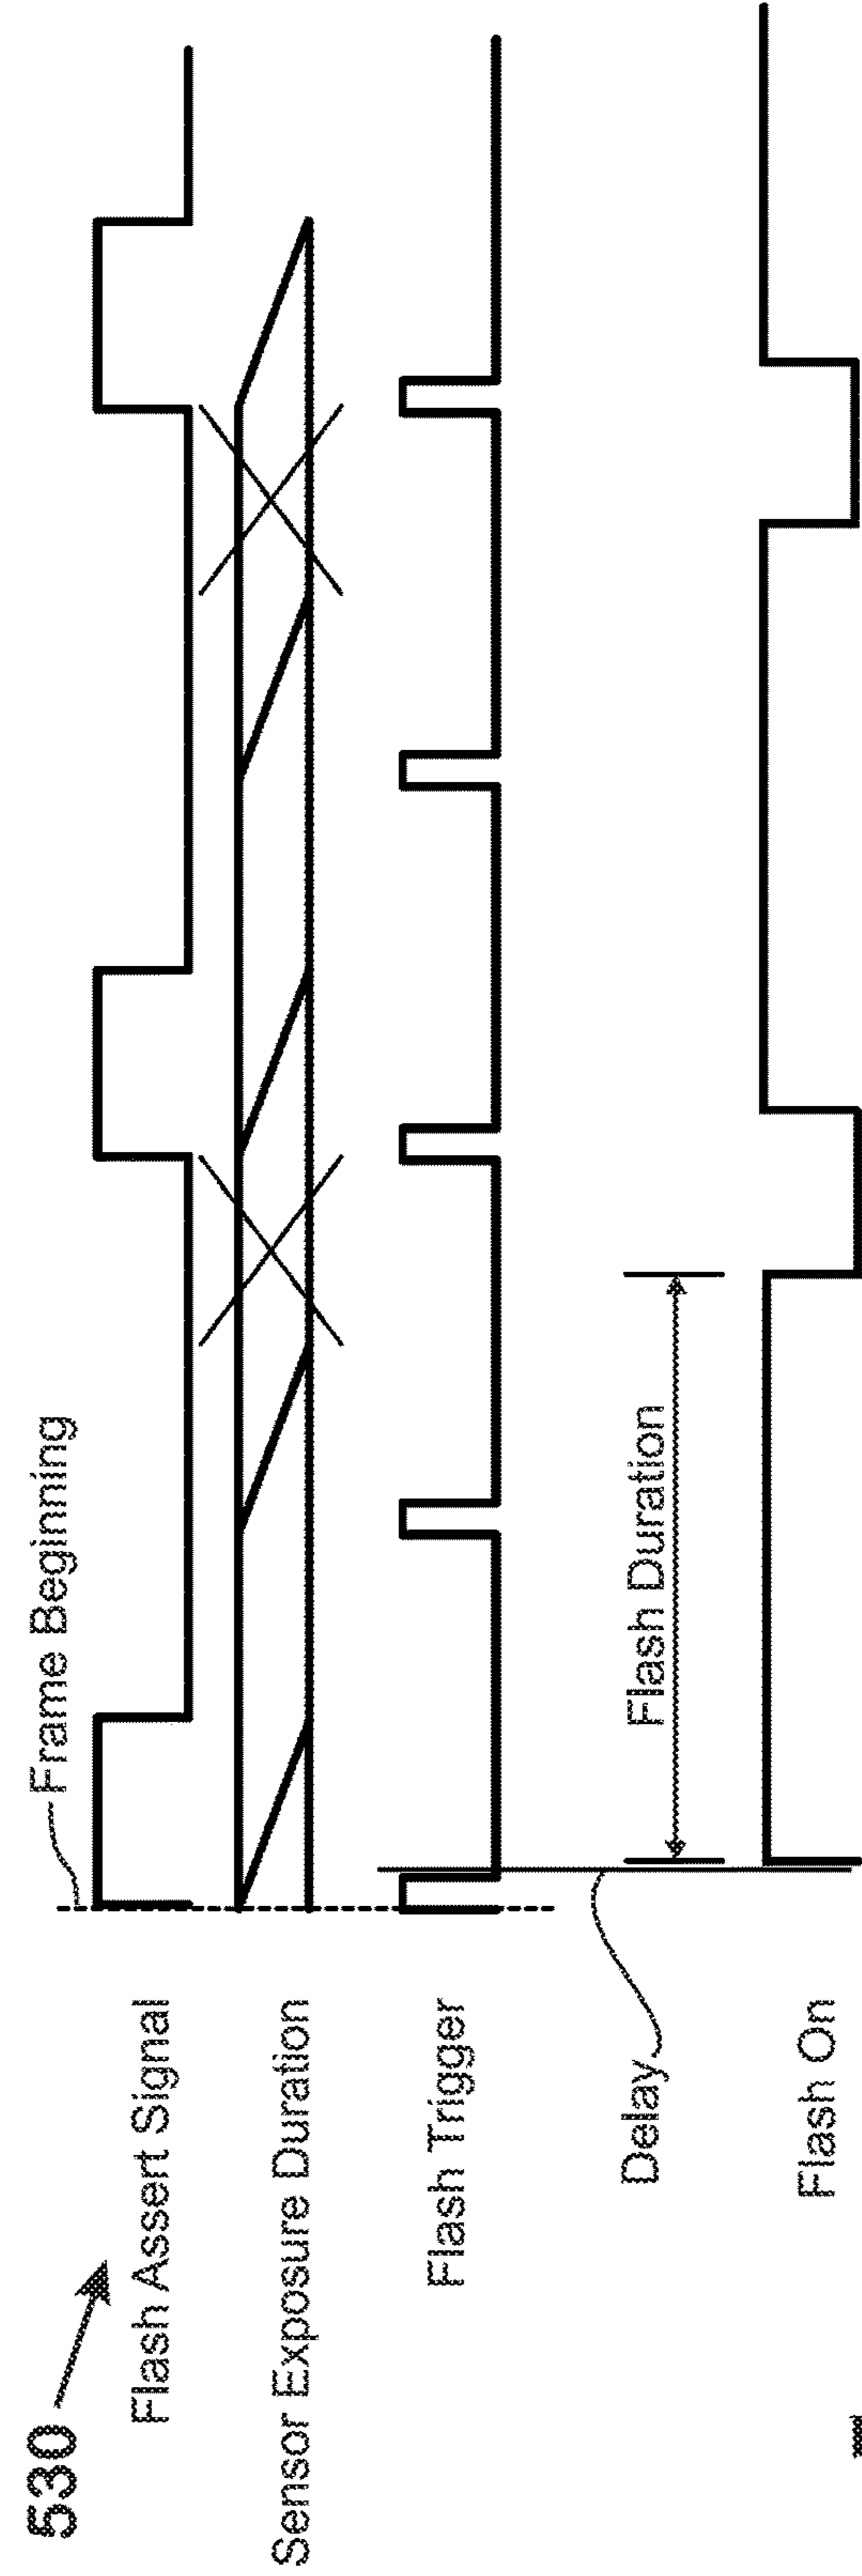 530
Frame Beginning
Flash Assert Signal
Sensor Exposure Duration
Flash Trigger
Delay
Flash Duration
Flash On